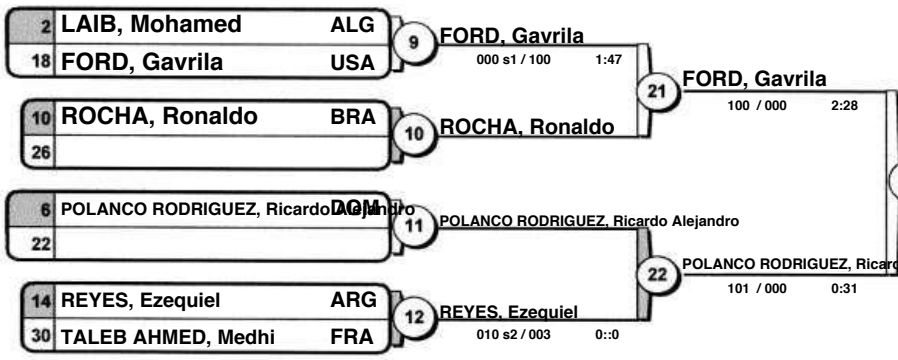 2 LAIB, Mohamed ALG
18 FORD, Gavrila USA
9 FORD, Gavrila
000 s1 / 100 1:47
10 ROCHA, Ronaldo BRA
26
10 ROCHA, Ronaldo
21 FORD, Gavrila
100 / 000 2:28
6 POLANCO RODRIGUEZ, Ricardo Alejandro DOM
22
11 POLANCO RODRIGUEZ, Ricardo Alejandro
14 REYES, Ezequiel ARG
30 TALEB AHMED, Medhi FRA
12 REYES, Ezequiel
010 s2 / 003 0::0
22 POLANCO RODRIGUEZ, Ricard
101 / 000 0:31